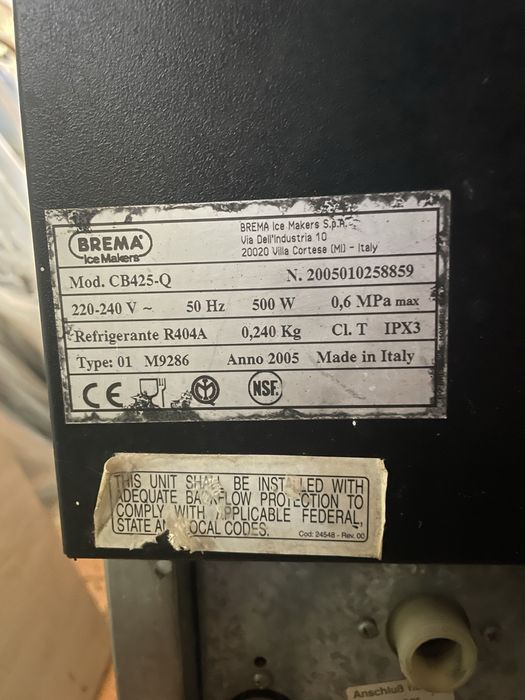 BREMA
Ice Makers
BREMA Ice Makers S.p.A.
Via Dell'Industria 10
20020 Villa Cortese (MI) - Italy
Mod. CB425-Q N. 2005010258859
220-240 V ~ 50 Hz 500 W 0,6 MPa max
Refrigerante R404A 0,240 Kg Cl. T IPX3
Type: 01 M9286 Anno 2005 Made in Italy
CE NSF.
THIS UNIT SHALL BE INSTALLED WITH
ADEQUATE BACKFLOW PROTECTION TO
COMPLY WITH APPLICABLE FEDERAL,
STATE AND LOCAL CODES.
Cod: 24548 - Rev. 00
Anschluß